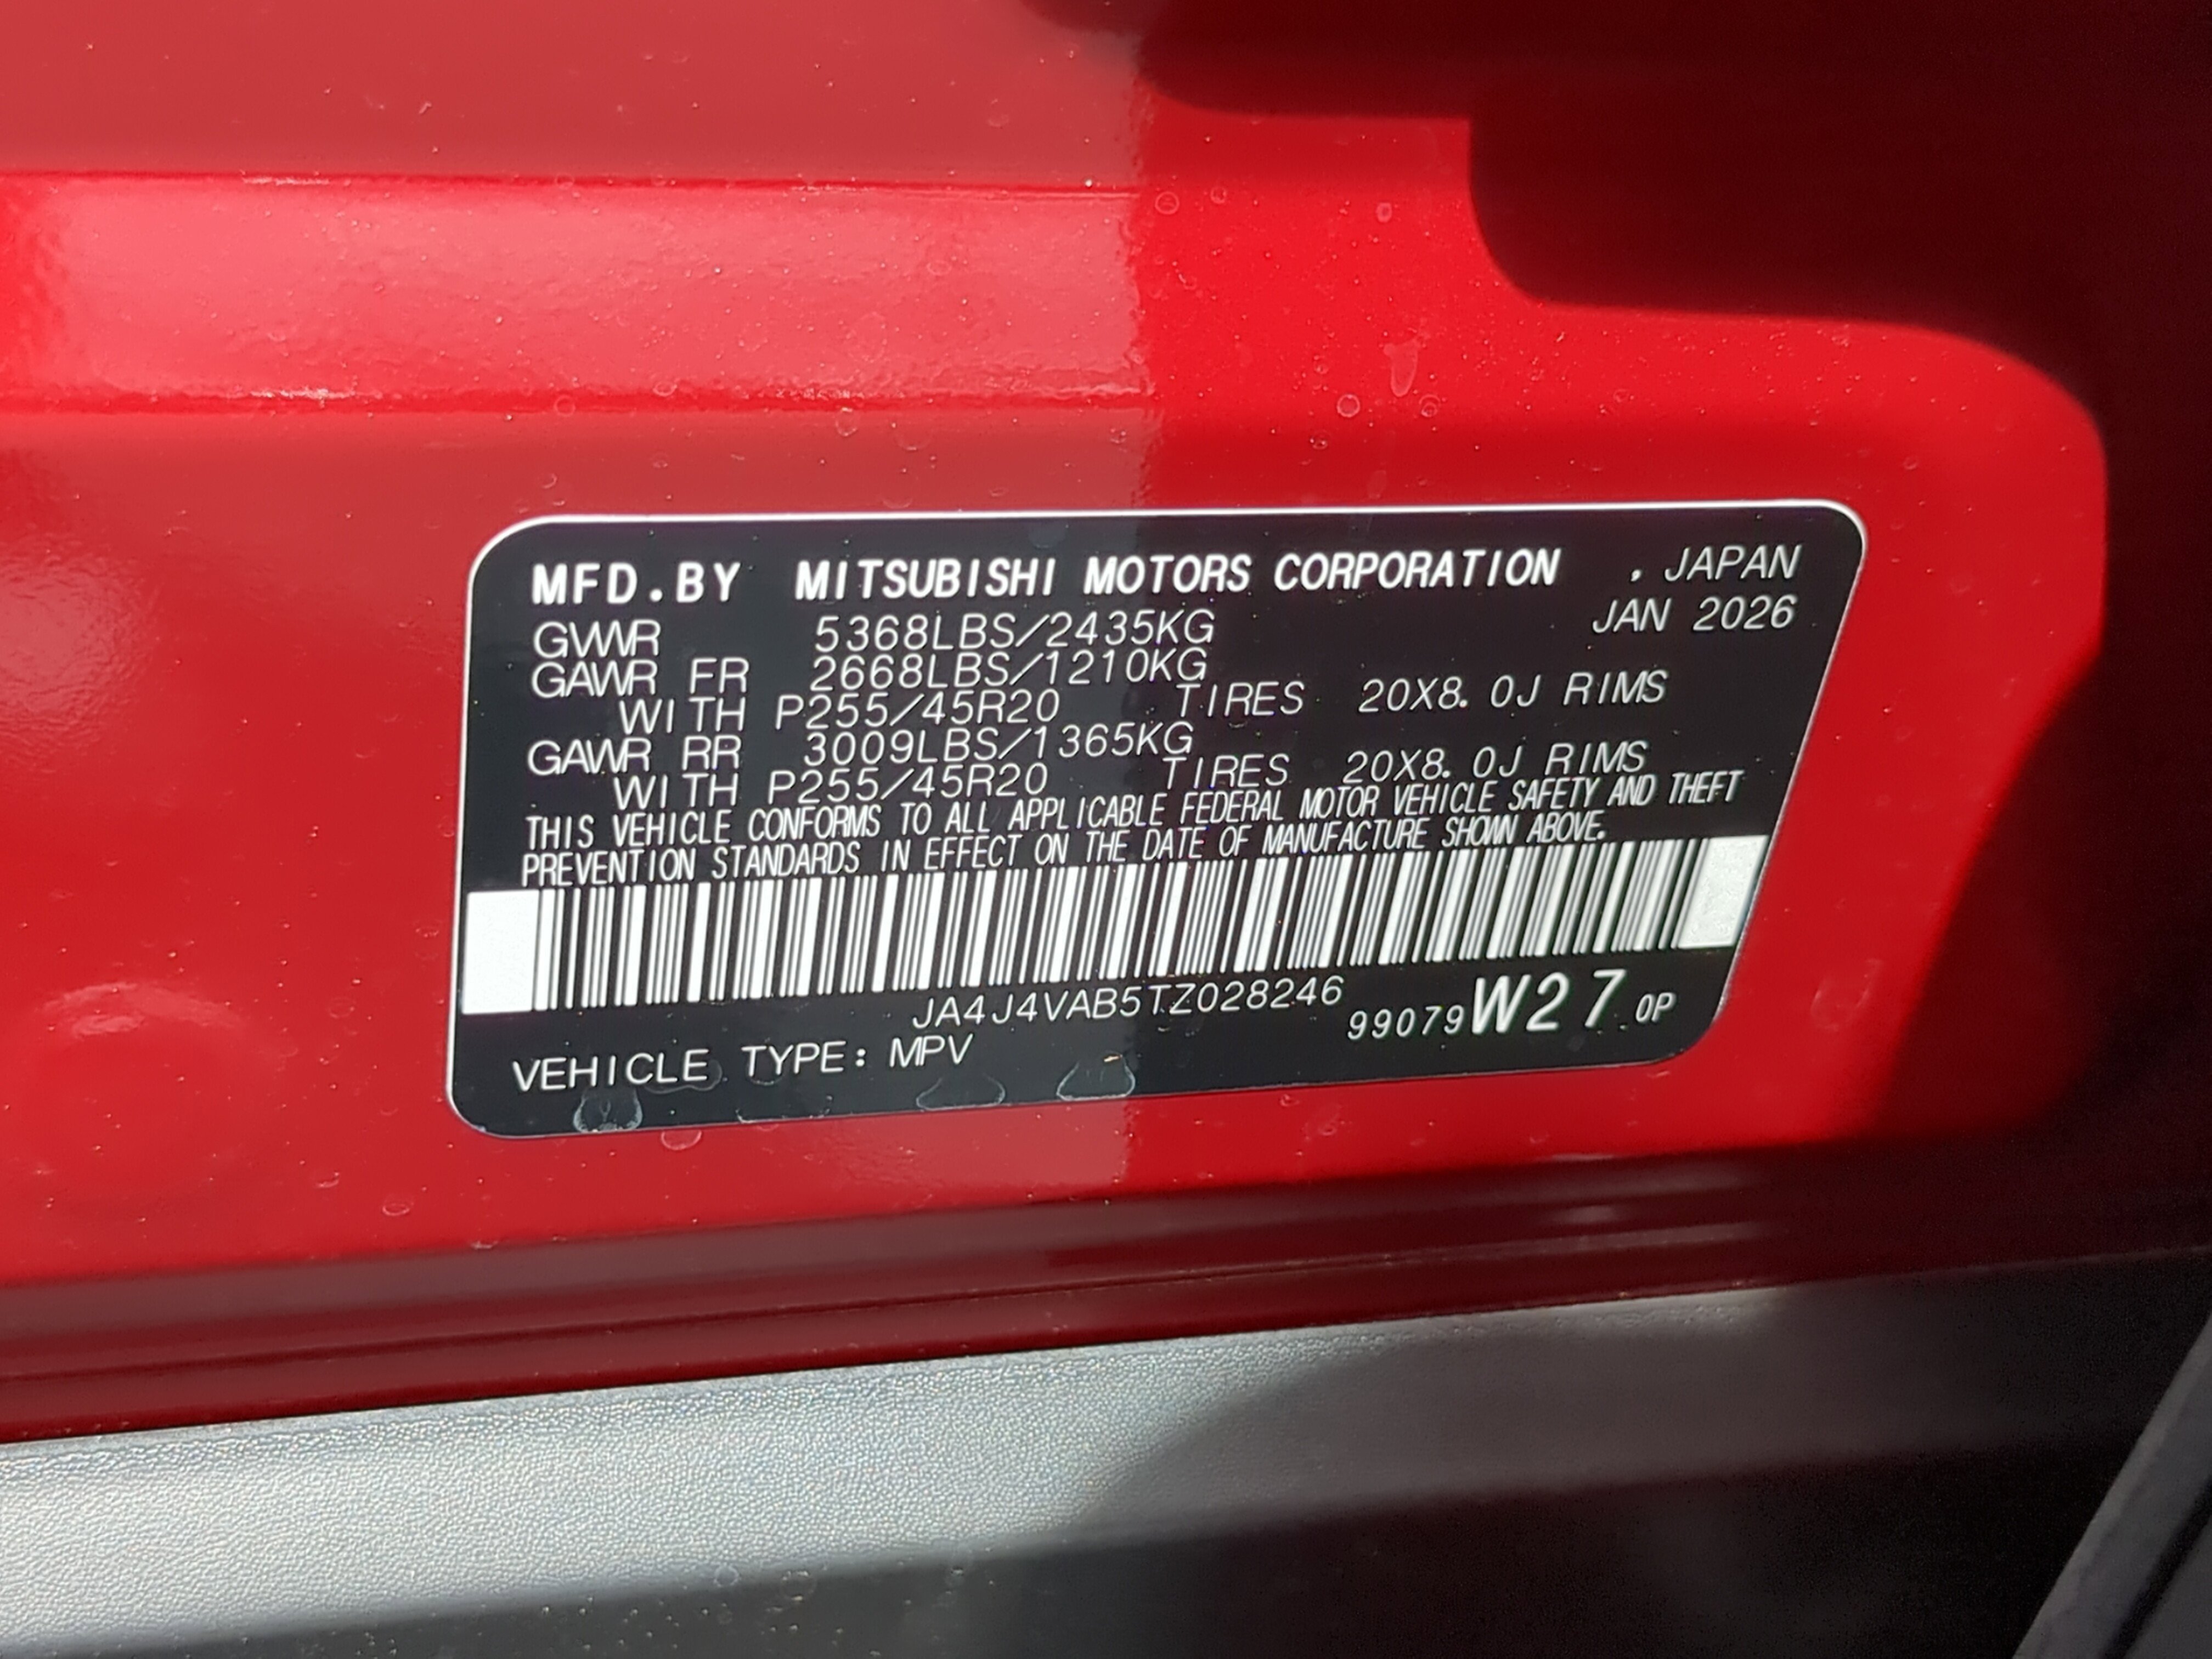 MFD.BY MITSUBISHI MOTORS CORPORATION , JAPAN
GVWR 5368LBS/2435KG JAN 2026
GAWR FR 2668LBS/1210KG
WITH P255/45R20 TIRES 20X8.0J RIMS
GAWR RR 3009LBS/1365KG
WITH P255/45R20 TIRES 20X8.0J RIMS
THIS VEHICLE CONFORMS TO ALL APPLICABLE FEDERAL MOTOR VEHICLE SAFETY AND THEFT
PREVENTION STANDARDS IN EFFECT ON THE DATE OF MANUFACTURE SHOWN ABOVE.
JA4J4VAB5TZ028246
99079W27 0P
VEHICLE TYPE: MPV